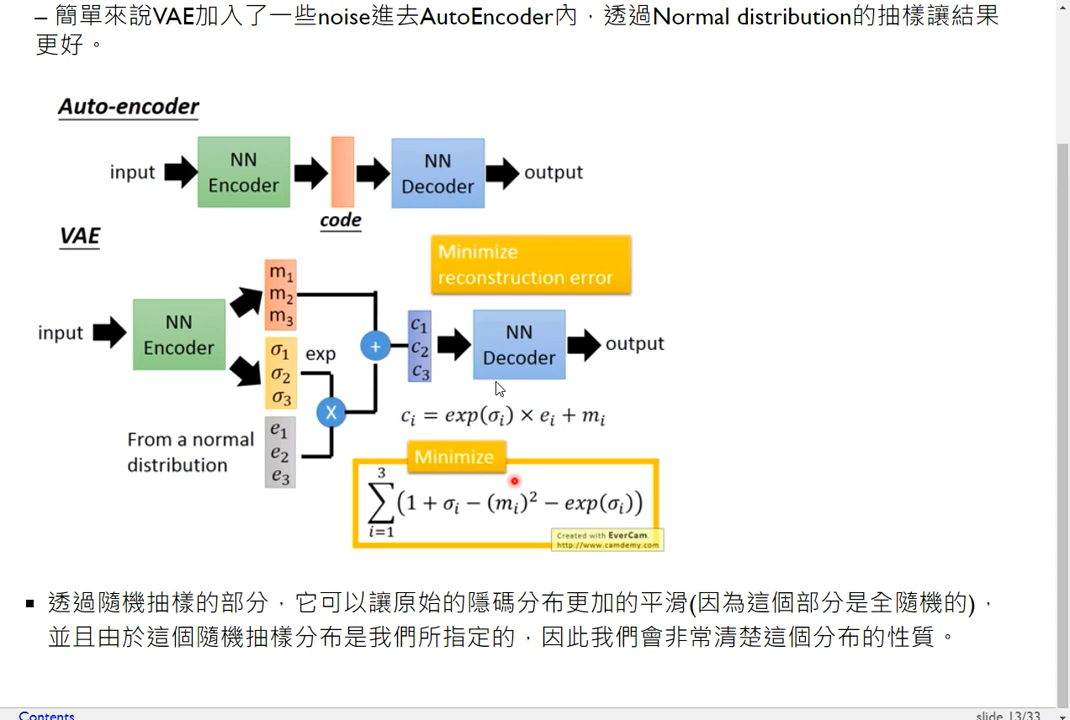 – 簡單來說VAE加入了一些noise進去AutoEncoder內，透過Normal distribution的抽樣讓結果
更好。
Auto-encoder
input
NN
Encoder
code
NN
Decoder
output
VAE
Minimize
reconstruction error
input
NN
Encoder
m₁
m₂
m₃
σ₁
σ₂
σ₃
exp
+
X
c₁
c₂
c₃
NN
Decoder
output
From a normal
distribution
e₁
e₂
e₃
cᵢ = exp(σᵢ) × eᵢ + mᵢ
Minimize
3
∑(1 + σᵢ − (mᵢ)² − exp(σᵢ))
i=1
Created with EverCam.
http://www.camdemy.com
▪ 透過隨機抽樣的部分，它可以讓原始的隱碼分布更加的平滑(因為這個部分是全隨機的)，
並且由於這個隨機抽樣分布是我們所指定的，因此我們會非常清楚這個分布的性質。
Contents
slide 13/33